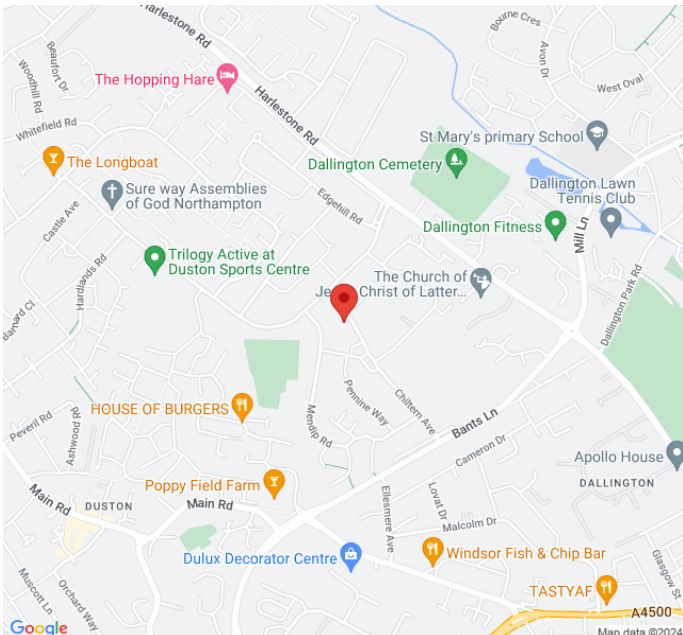 Harlestone Rd
Bourne Cres
Beaufort Dr
Woodhill Rd
The Hopping Hare
Avon Dr
West Oval
Harlestone Rd
Whitefield Rd
St Mary's primary School
The Longboat
Dallington Cemetery
Sure way Assemblies
of God Northampton
Edgehill Rd
Dallington Lawn
Tennis Club
Castle Ave
Dallington Fitness
Mill Ln
Trilogy Active at
Duston Sports Centre
Hardlands Rd
The Church of
Je Christ of Latter...
Dallington Park Rd
Barnard Cl
HOUSE OF BURGERS
Pennine Way
Chiltern Ave
Mendip Rd
Bants Ln
Peveril Rd
Ashwood Rd
Cameron Dr
Apollo House
Poppy Field Farm
DALLINGTON
Main Rd
DUSTON
Main Rd
Ellesmere Ave
Lovat Dr
Malcolm Dr
Dulux Decorator Centre
Windsor Fish & Chip Bar
Glasgow St
Muscott Ln
Orchard Way
TASTYAF
A4500
Google
Map data ©2024